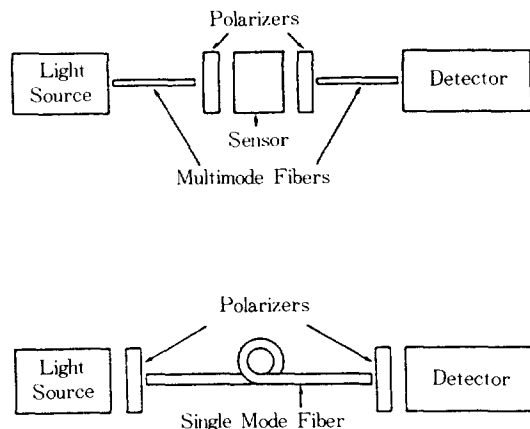 Polarizers
Light
Source
Detector
Sensor
Multimode Fibers
Polarizers
Light
Source
Detector
Single Mode Fiber